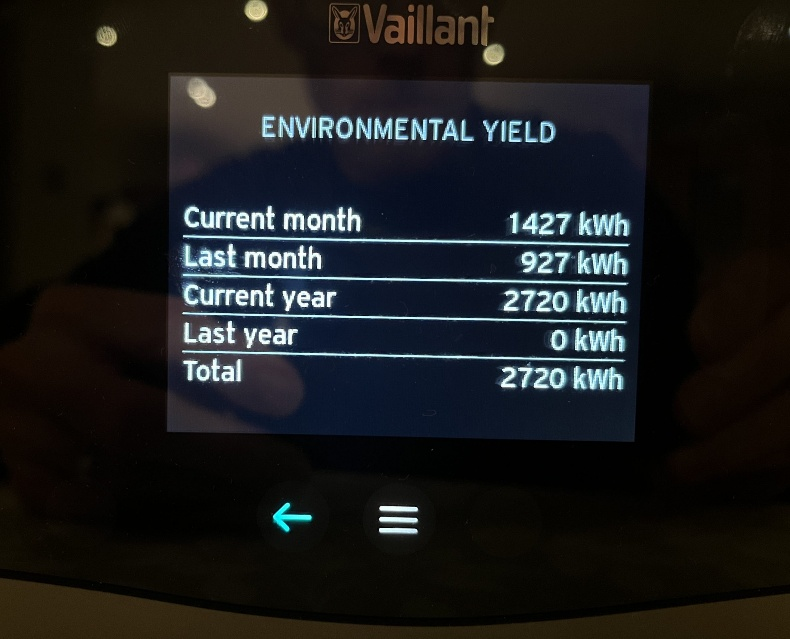 Vaillant
ENVIRONMENTAL YIELD
Current month 1427 kWh
Last month 927 kWh
Current year 2720 kWh
Last year 0 kWh
Total 2720 kWh